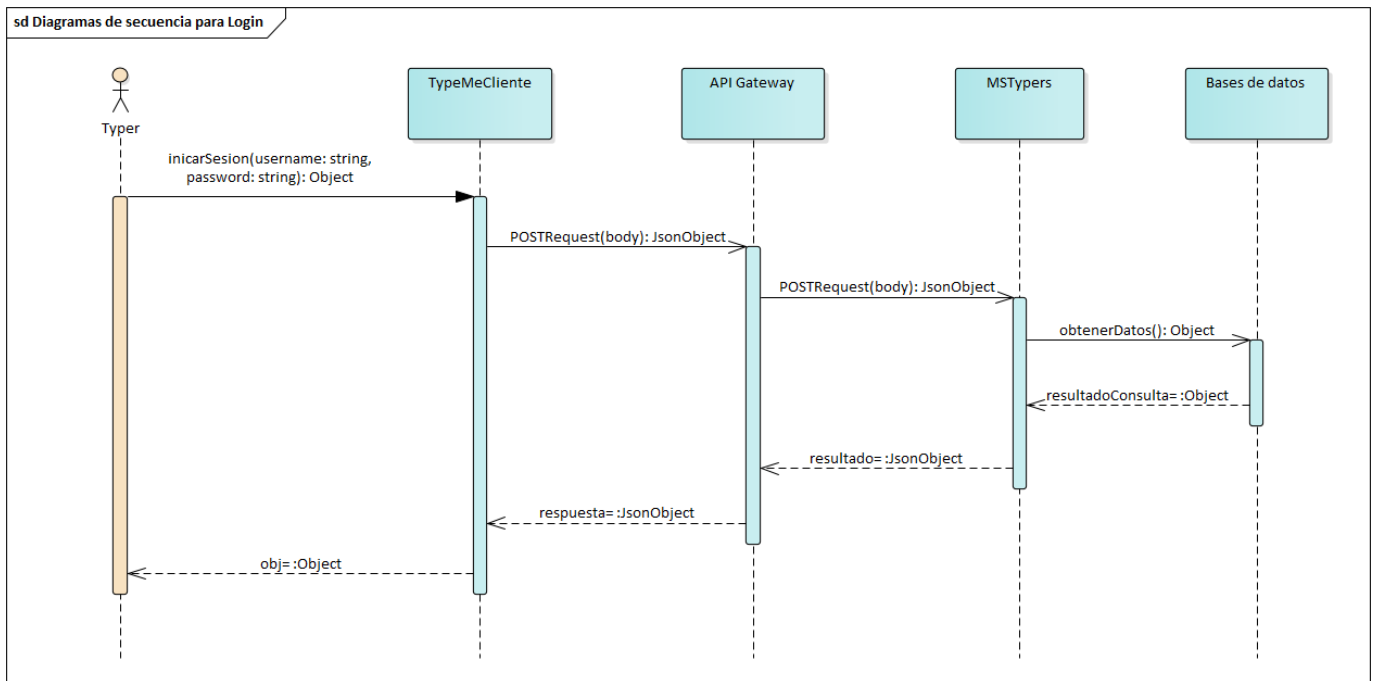 sd Diagramas de secuencia para Login
Typer
TypeMeCliente
API Gateway
MSTypers
Bases de datos
inicarSesion(username: string,
password: string): Object
POSTRequest(body): JsonObject
POSTRequest(body): JsonObject
obtenerDatos(): Object
resultadoConsulta= :Object
resultado= :JsonObject
respuesta= :JsonObject
obj= :Object